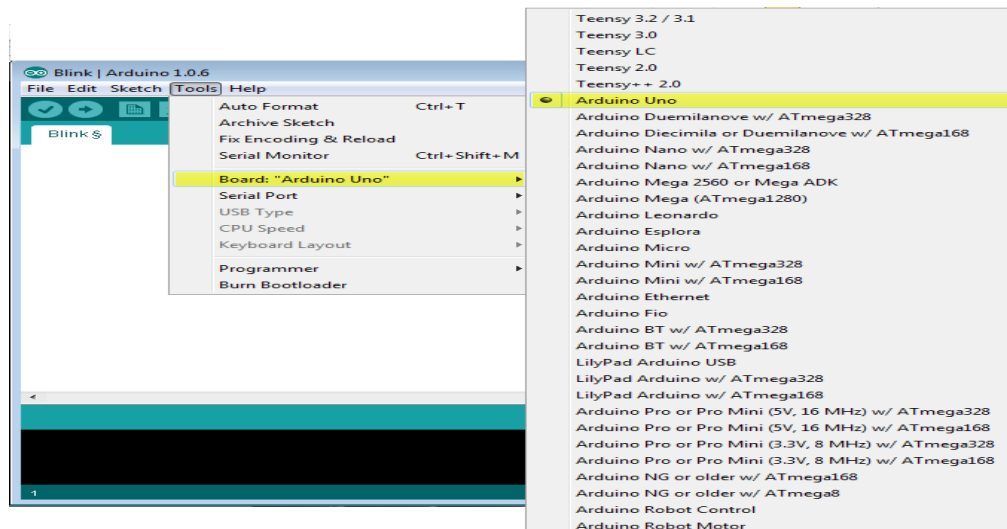 Blink | Arduino 1.0.6
File Edit Sketch Tools Help
Blink §
Auto Format Ctrl+T
Archive Sketch
Fix Encoding & Reload
Serial Monitor Ctrl+Shift+M
Board: "Arduino Uno"
Serial Port
USB Type
CPU Speed
Keyboard Layout
Programmer
Burn Bootloader
1
Teensy 3.2 / 3.1
Teensy 3.0
Teensy LC
Teensy 2.0
Teensy++ 2.0
Arduino Uno
Arduino Duemilanove w/ ATmega328
Arduino Diecimila or Duemilanove w/ ATmega168
Arduino Nano w/ ATmega328
Arduino Nano w/ ATmega168
Arduino Mega 2560 or Mega ADK
Arduino Mega (ATmega1280)
Arduino Leonardo
Arduino Esplora
Arduino Micro
Arduino Mini w/ ATmega328
Arduino Mini w/ ATmega168
Arduino Ethernet
Arduino Fio
Arduino BT w/ ATmega328
Arduino BT w/ ATmega168
LilyPad Arduino USB
LilyPad Arduino w/ ATmega328
LilyPad Arduino w/ ATmega168
Arduino Pro or Pro Mini (5V, 16 MHz) w/ ATmega328
Arduino Pro or Pro Mini (5V, 16 MHz) w/ ATmega168
Arduino Pro or Pro Mini (3.3V, 8 MHz) w/ ATmega328
Arduino Pro or Pro Mini (3.3V, 8 MHz) w/ ATmega168
Arduino NG or older w/ ATmega168
Arduino NG or older w/ ATmega8
Arduino Robot Control
Arduino Robot Motor